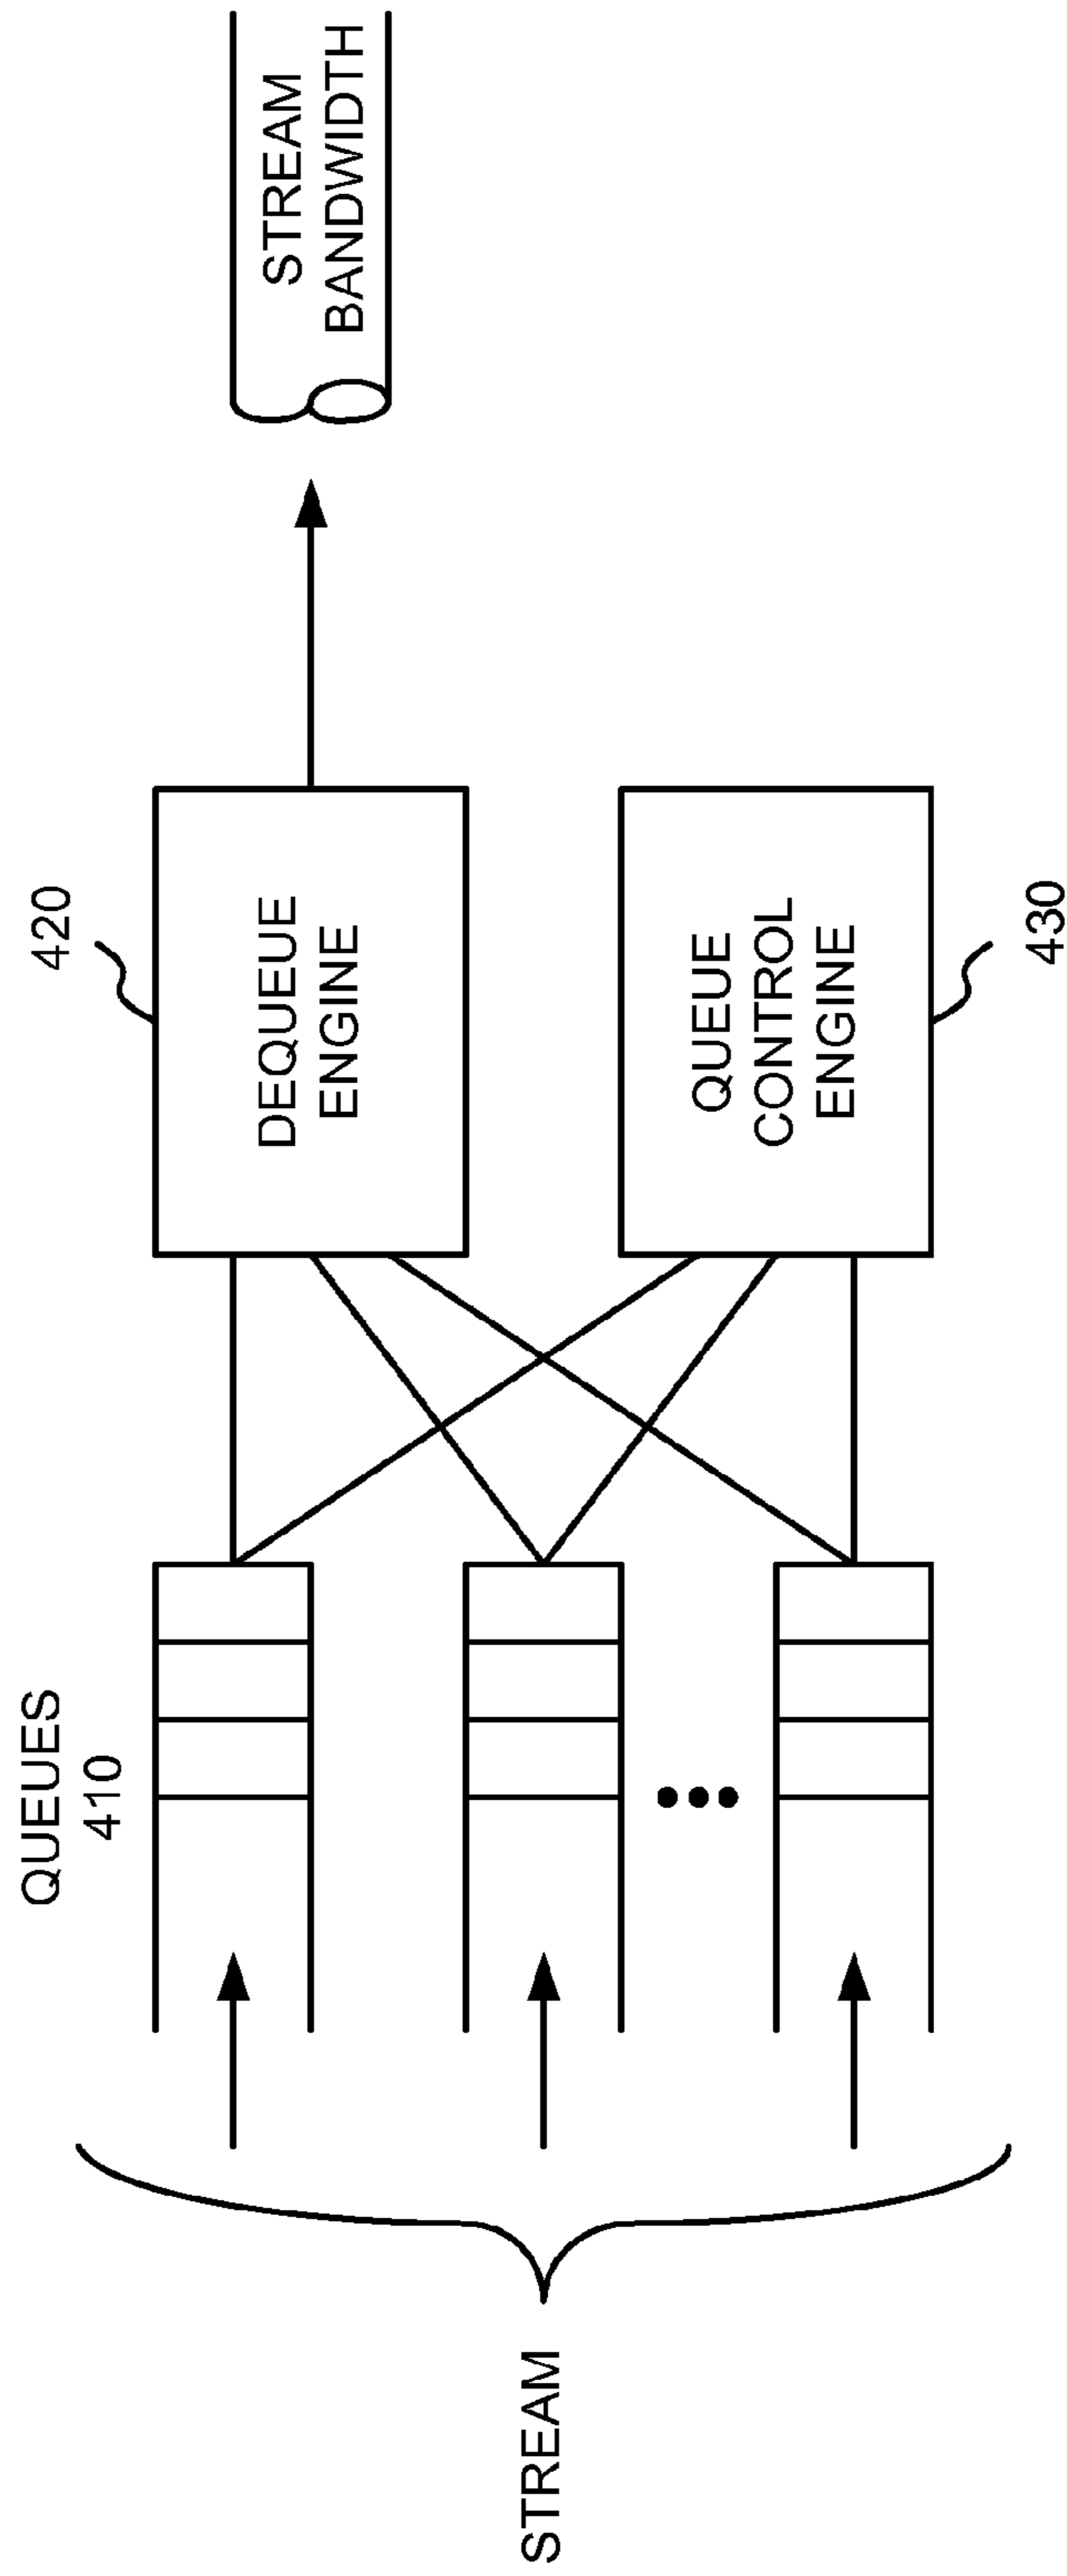 QUEUES
410
420
STREAM
BANDWIDTH
DEQUEUE
ENGINE
STREAM
QUEUE
CONTROL
ENGINE
430